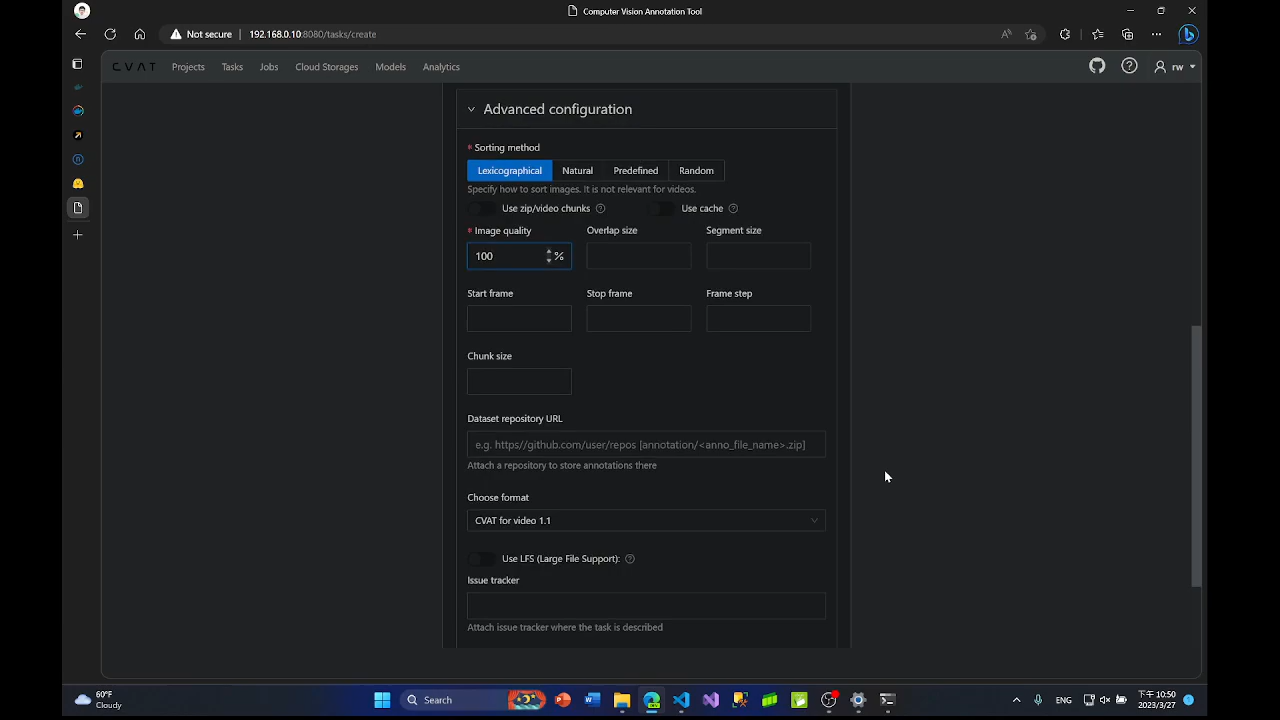 Computer Vision Annotation Tool
Not secure 192.168.0.10:8080/tasks/create
CVAT Projects Tasks Jobs Cloud Storages Models Analytics rw
Advanced configuration
* Sorting method
Lexicographical Natural Predefined Random
Specify how to sort images. It is not relevant for videos.
Use zip/video chunks Use cache
* Image quality Overlap size Segment size
100 %
Start frame Stop frame Frame step
Chunk size
Dataset repository URL
e.g. https//github.com/user/repos [annotation/<anno_file_name>.zip]
Attach a repository to store annotations there
Choose format
CVAT for video 1.1
Use LFS (Large File Support):
Issue tracker
Attach issue tracker where the task is described
60°F
Cloudy
Search
ENG
下午 10:50
2023/3/27